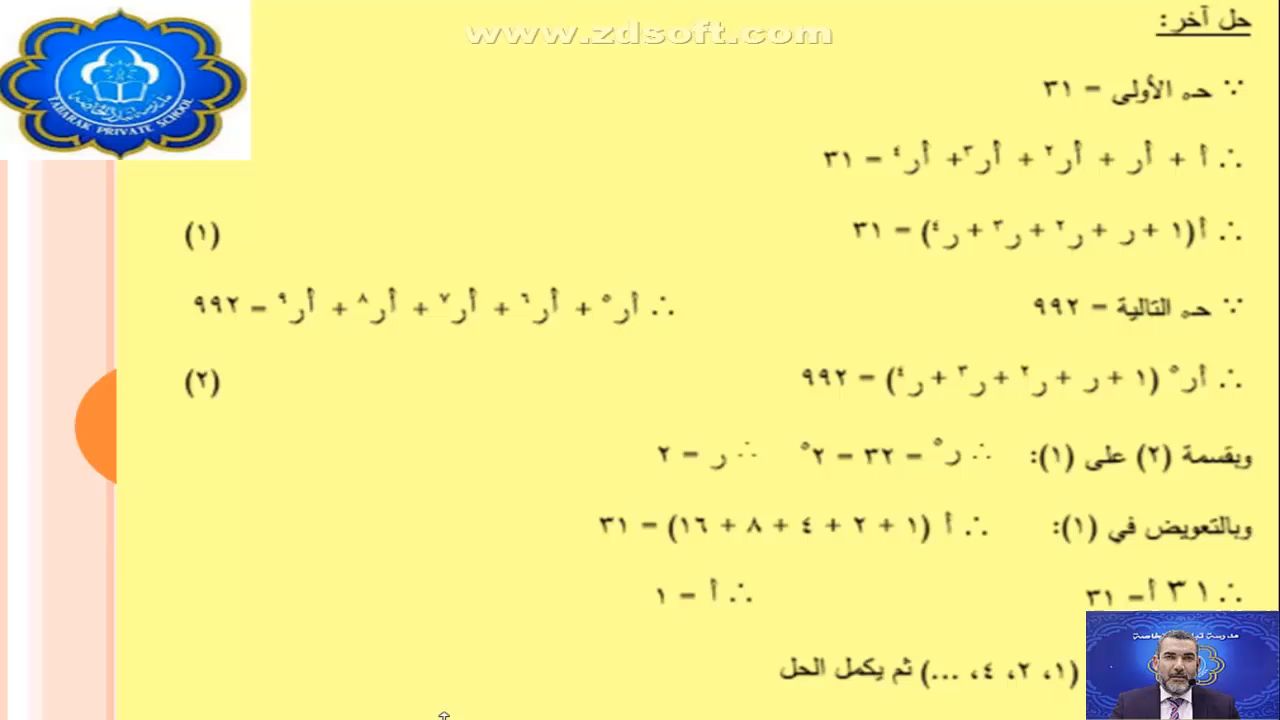 www.zdsoft.com
TABARAK PRIVATE SCHOOL
حل آخر:
∵ حـ٥ الأولى = ٣١
∴ أ + أر + أر٢ + أر٣ + أر٤ = ٣١
∴ أ(١ + ر + ر٢ + ر٣ + ر٤) = ٣١ (١)
∵ حـ٥ التالية = ٩٩٢ ∴ أر٥ + أر٦ + أر٧ + أر٨ + أر٩ = ٩٩٢
∴ أر٥ (١ + ر + ر٢ + ر٣ + ر٤) = ٩٩٢ (٢)
وبقسمة (٢) على (١): ∴ ر٥ = ٣٢ = ٢٥ ∴ ر = ٢
وبالتعويض في (١): ∴ أ (١ + ٢ + ٤ + ٨ + ١٦) = ٣١
∴ ٣١ أ = ٣١ ∴ أ = ١
(١، ٢، ٤، ...) ثم يكمل الحل